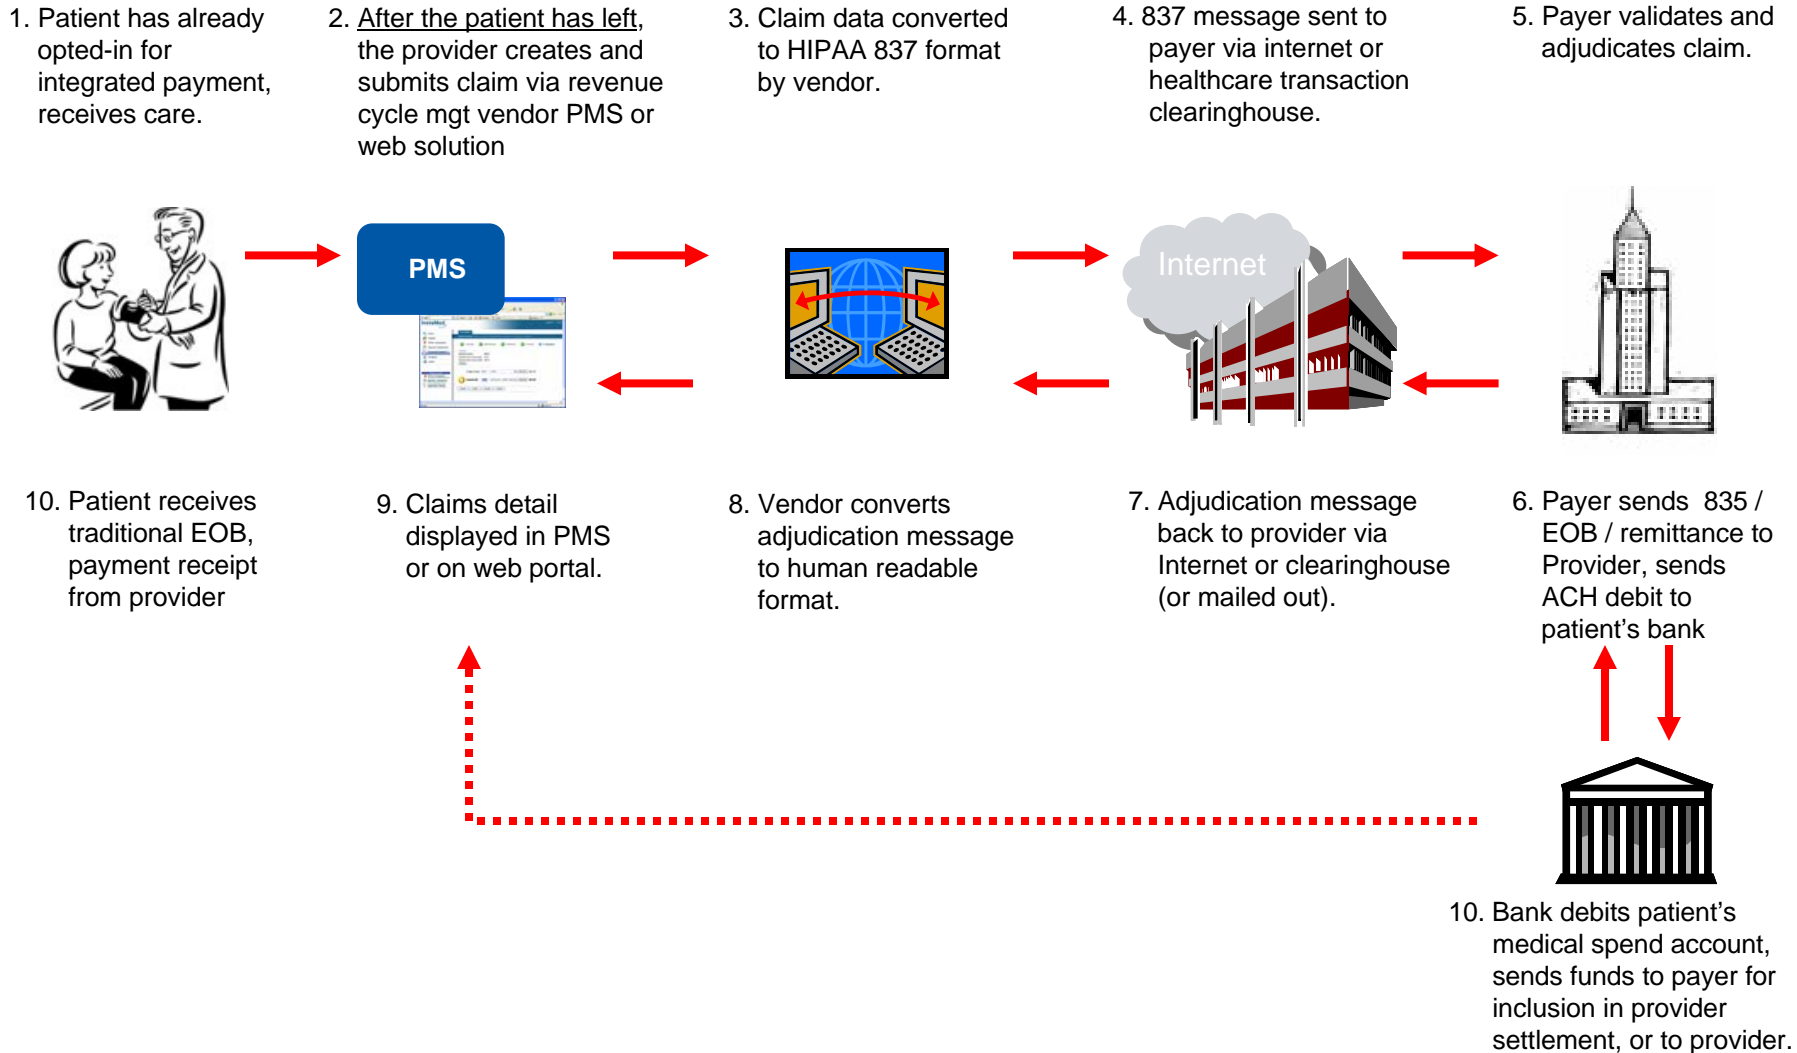 1. Patient has already
opted-in for
integrated payment,
receives care.
2. After the patient has left,
the provider creates and
submits claim via revenue
cycle mgt vendor PMS or
web solution
3. Claim data converted
to HIPAA 837 format
by vendor.
4. 837 message sent to
payer via internet or
healthcare transaction
clearinghouse.
5. Payer validates and
adjudicates claim.
PMS
Internet
10. Patient receives
traditional EOB,
payment receipt
from provider
9. Claims detail
displayed in PMS
or on web portal.
8. Vendor converts
adjudication message
to human readable
format.
7. Adjudication message
back to provider via
Internet or clearinghouse
(or mailed out).
6. Payer sends 835 /
EOB / remittance to
Provider, sends
ACH debit to
patient’s bank
10. Bank debits patient’s
medical spend account,
sends funds to payer for
inclusion in provider
settlement, or to provider.